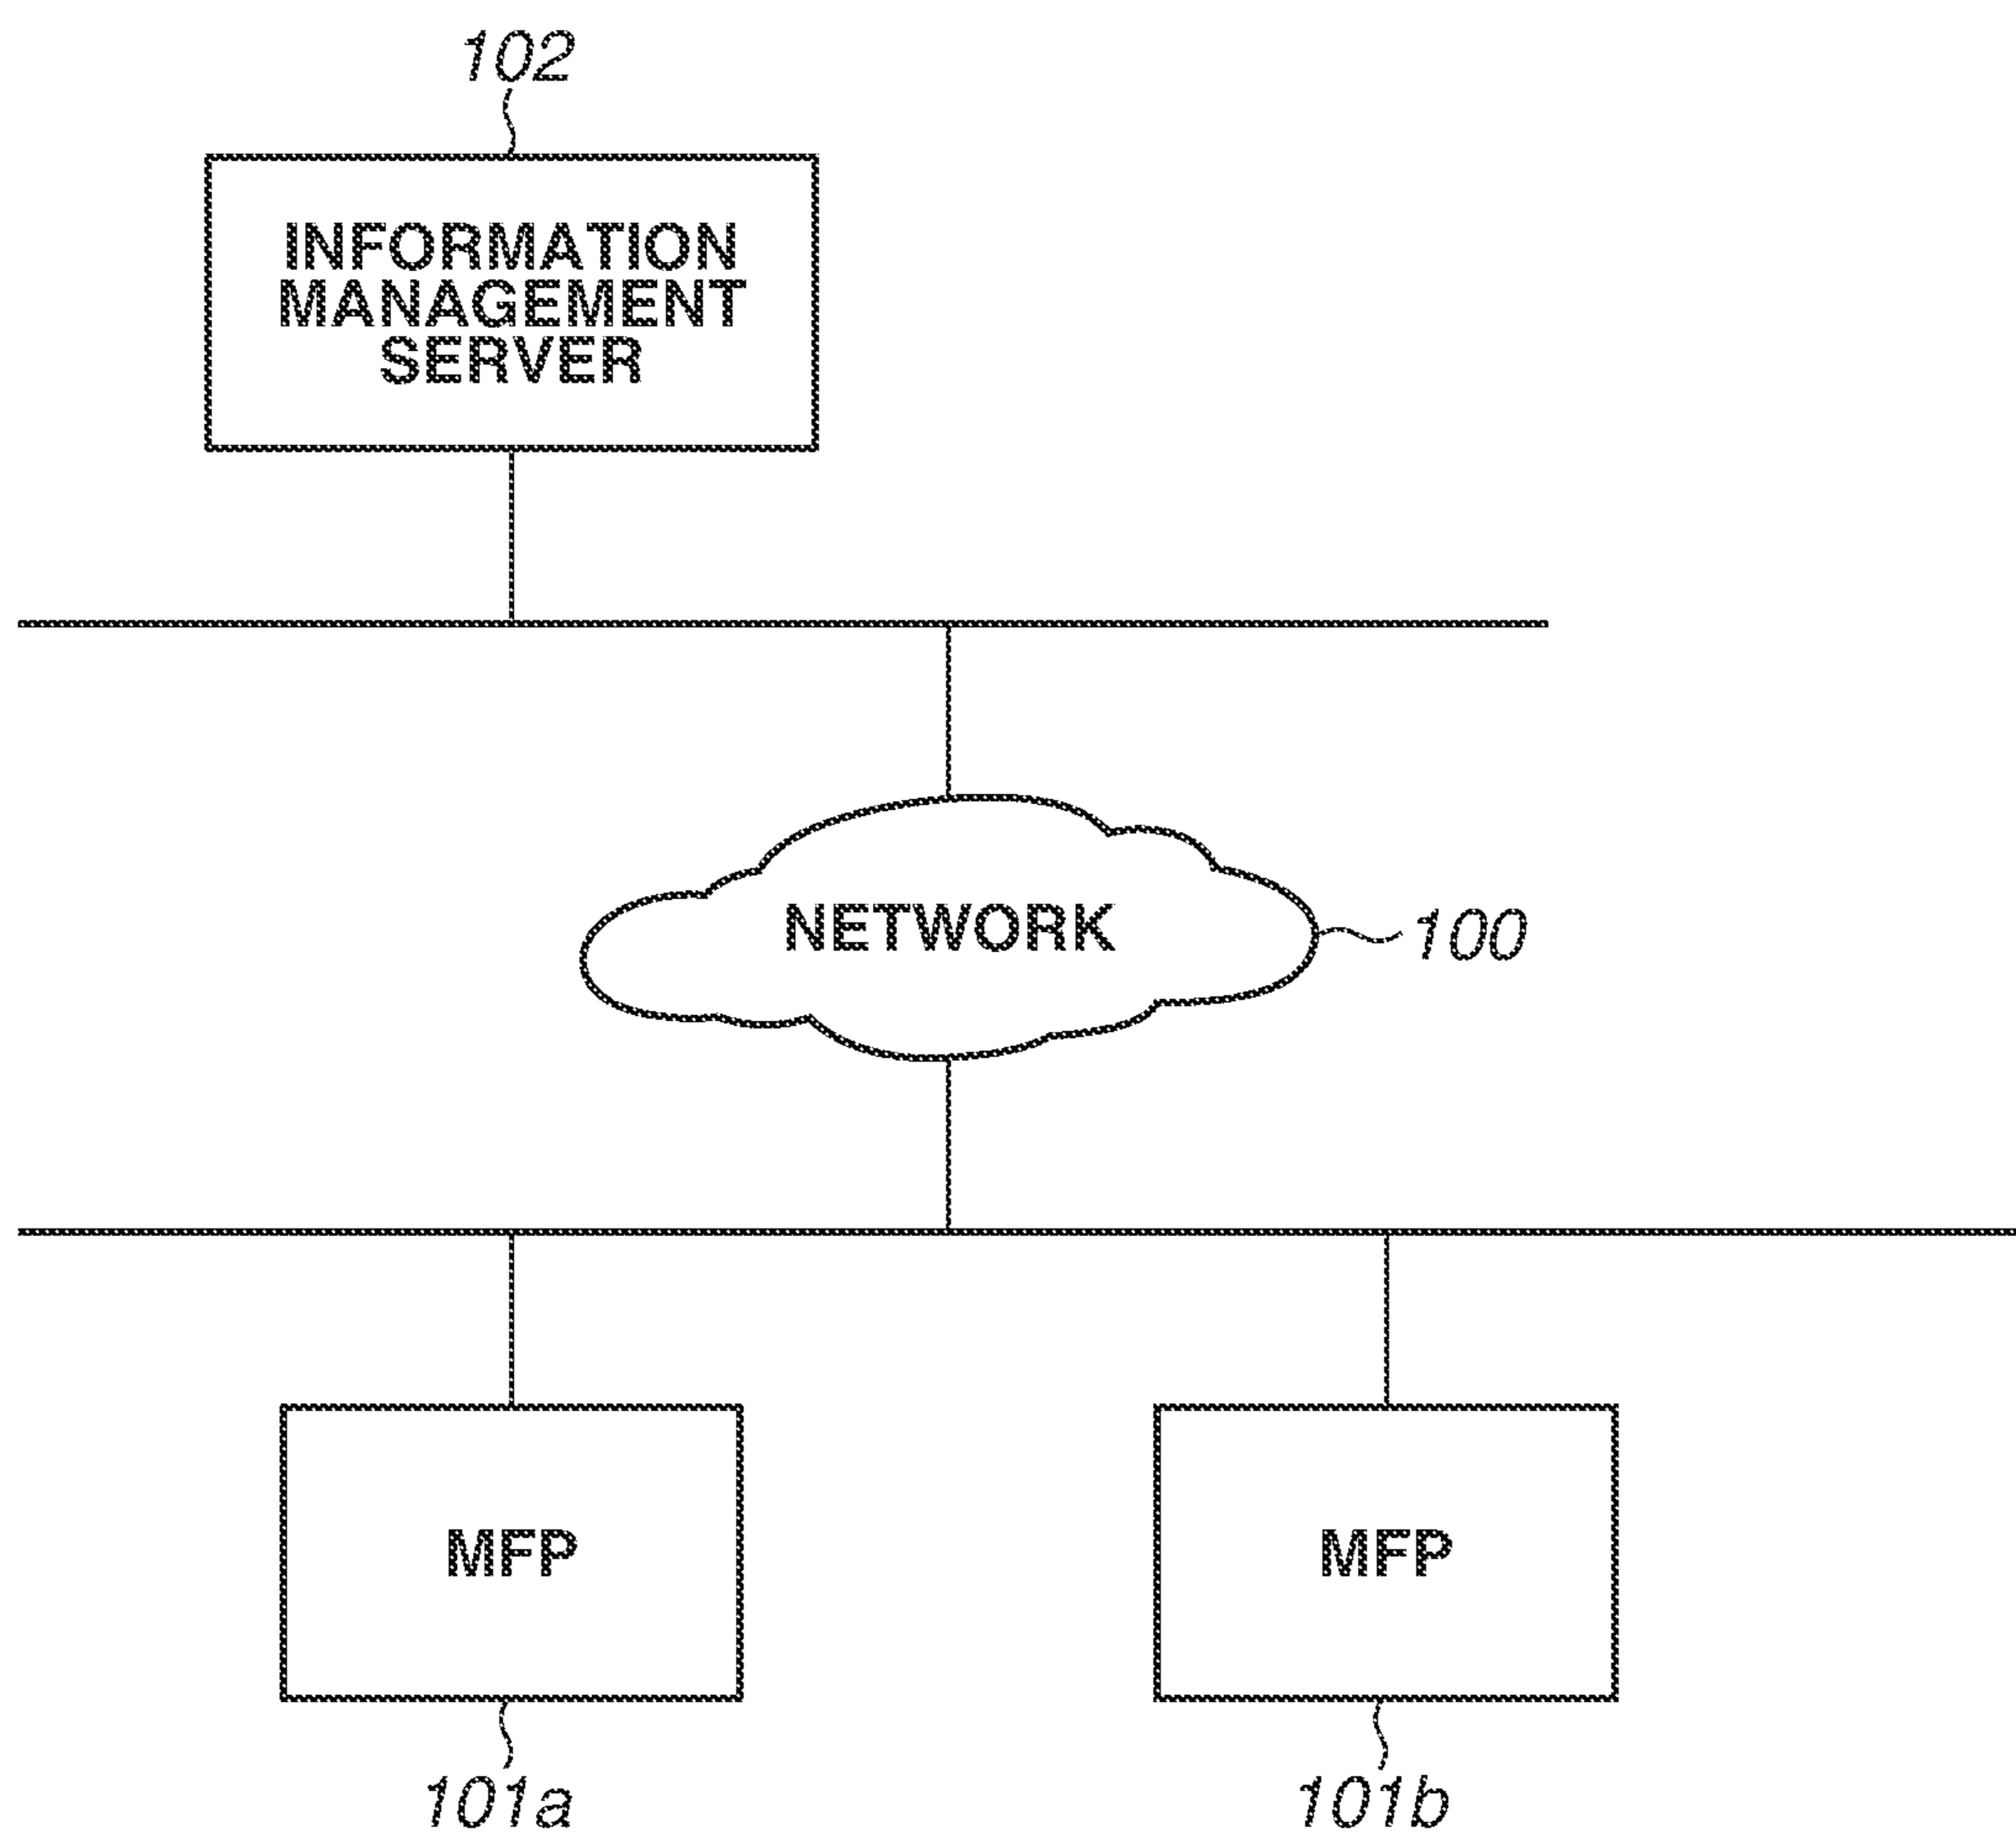 102
INFORMATION
MANAGEMENT
SERVER
NETWORK
100
MFP
MFP
101a
101b